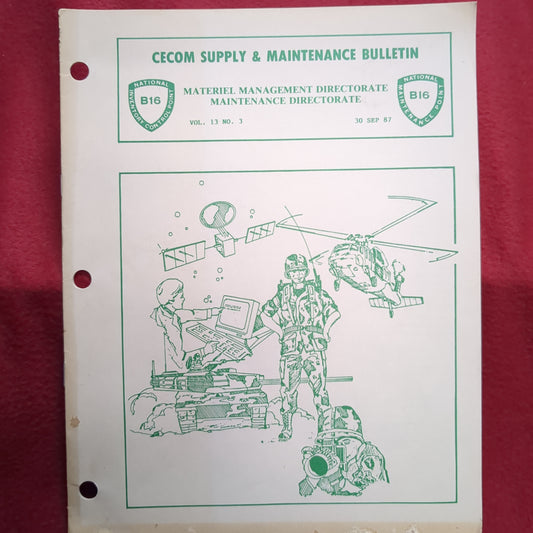 CECOM SUPPLY & MAINTENANCE BULLETIN
NATIONAL
INVENTORY CONTROL POINT
B16
MATERIEL MANAGEMENT DIRECTORATE
MAINTENANCE DIRECTORATE
VOL. 13 NO. 3
30 SEP 87
NATIONAL
MAINTENANCE POINT
B16